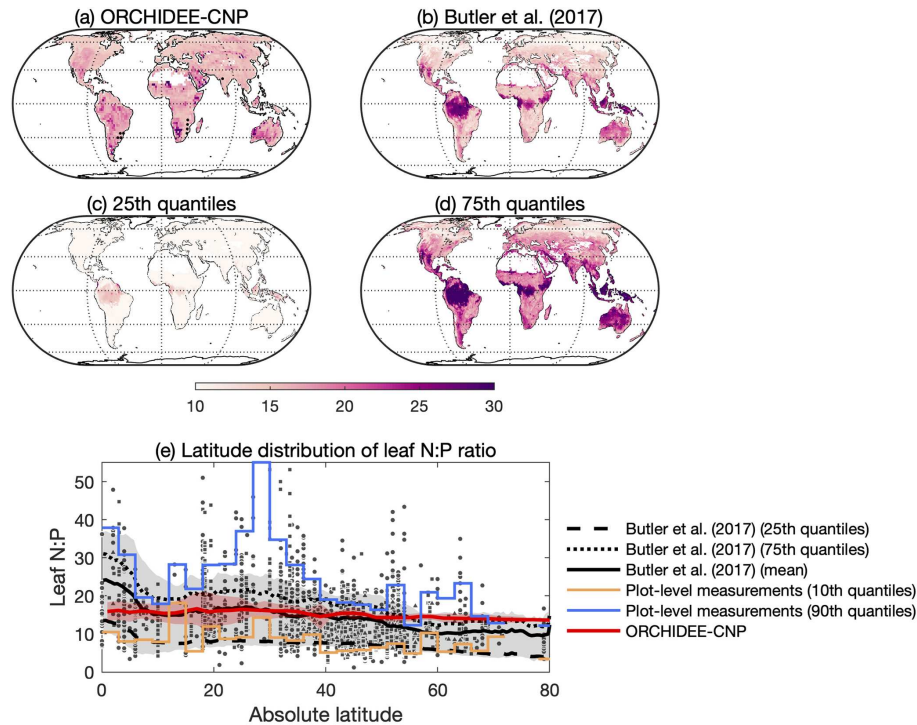 (a) ORCHIDEE-CNP
(b) Butler et al. (2017)
(c) 25th quantiles
(d) 75th quantiles
10 15 20 25 30
(e) Latitude distribution of leaf N:P ratio
50
40
30
20
10
0
Leaf N:P
0 20 40 60 80
Absolute latitude
Butler et al. (2017) (25th quantiles)
Butler et al. (2017) (75th quantiles)
Butler et al. (2017) (mean)
Plot-level measurements (10th quantiles)
Plot-level measurements (90th quantiles)
ORCHIDEE-CNP